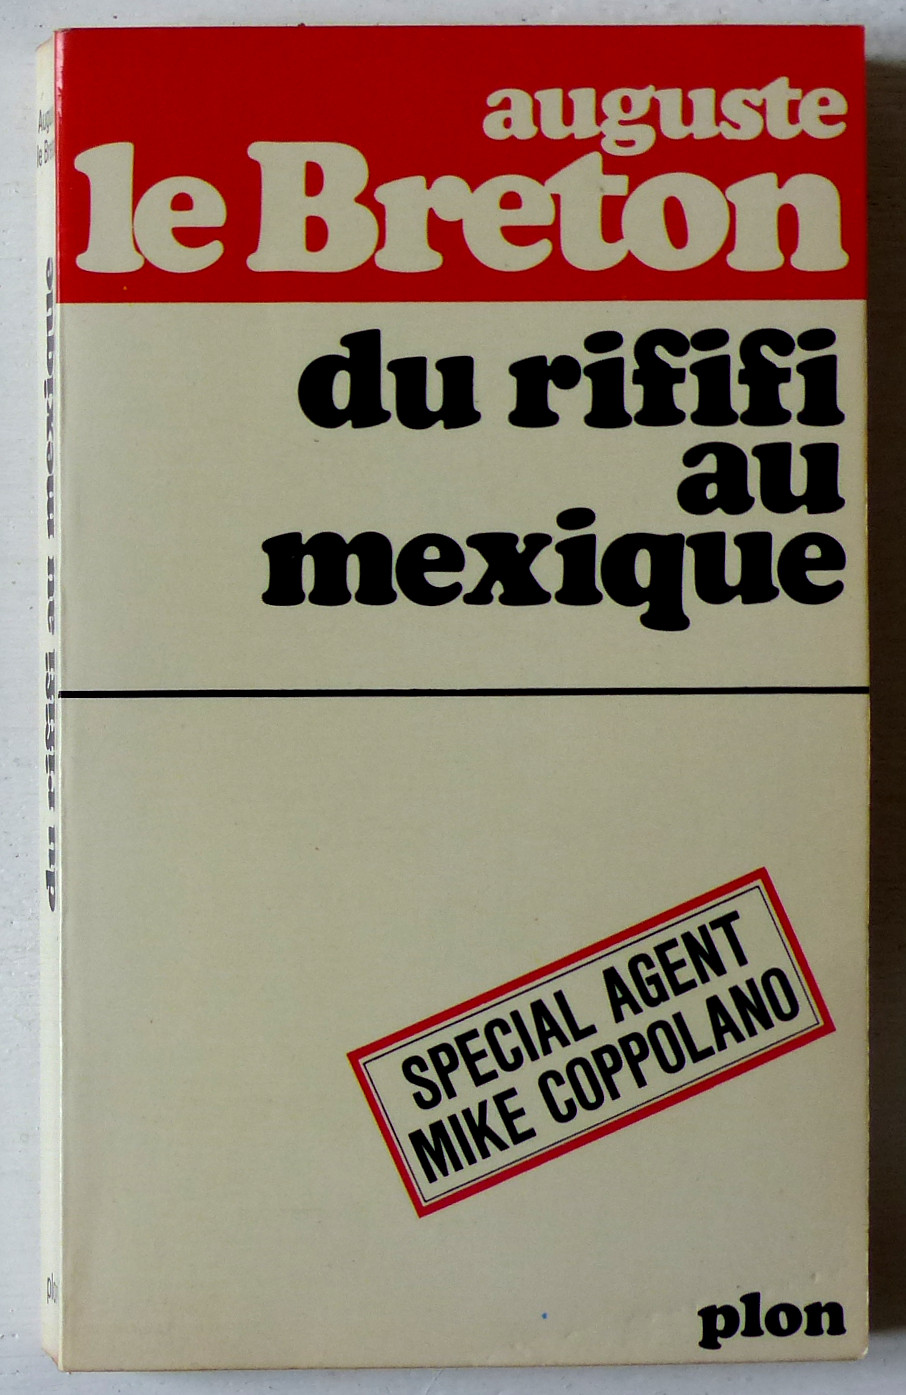 auguste
le Breton
du rififi
au
mexique
SPECIAL AGENT
MIKE COPPOLANO
plon
du rififi au mexique